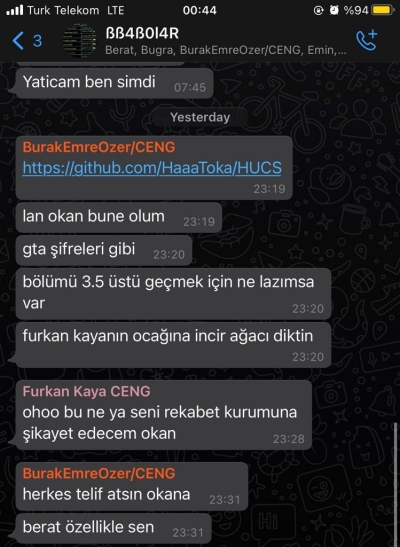 Turk Telekom LTE 00:44 %94
3 ßß4ß0l4R
Berat, Bugra, BurakEmreOzer/CENG, Emin,...
Yaticam ben simdi 07:45
Yesterday
BurakEmreOzer/CENG
https://github.com/HaaaToka/HUCS
23:19
lan okan bune olum 23:19
gta şifreleri gibi 23:20
bölümü 3.5 üstü geçmek için ne lazımsa
var 23:20
furkan kayanın ocağına incir ağacı diktin
23:20
Furkan Kaya CENG
ohoo bu ne ya seni rekabet kurumuna
şikayet edecem okan 23:28
BurakEmreOzer/CENG
herkes telif atsın okana 23:31
berat özellikle sen 23:31